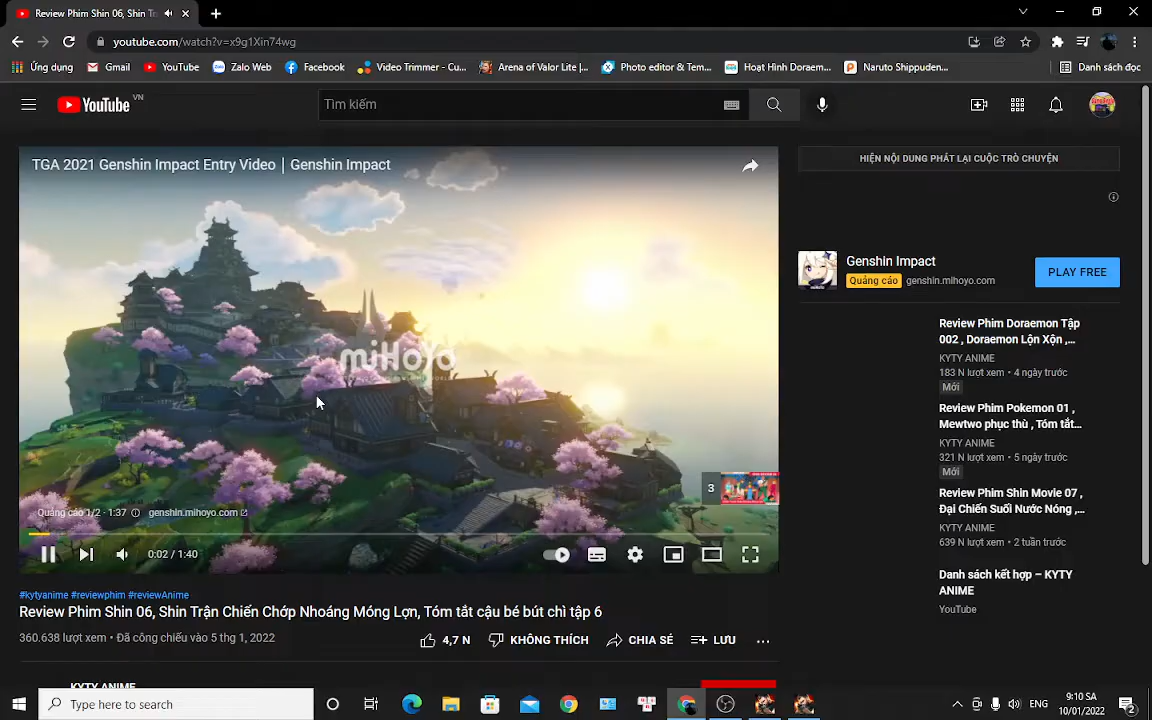 Review Phim Shin 06, Shin Tr
youtube.com/watch?v=x9g1Xin74wg
Ứng dụng
Gmail
YouTube
Zalo Web
Facebook
Video Trimmer - Cu...
Arena of Valor Lite |...
Photo editor & Tem...
Hoạt Hình Doraem...
Naruto Shippuden...
Danh sách đọc
YouTube VN
Tìm kiếm
TGA 2021 Genshin Impact Entry Video | Genshin Impact
HIỆN NỘI DUNG PHÁT LẠI CUỘC TRÒ CHUYỆN
miHoYo
Genshin Impact
Quảng cáo genshin.mihoyo.com
PLAY FREE
Review Phim Doraemon Tập
002 , Doraemon Lộn Xộn ,...
KYTY ANIME
183 N lượt xem • 4 ngày trước
Mới
Review Phim Pokemon 01 ,
Mewtwo phục thù , Tóm tắt...
KYTY ANIME
321 N lượt xem • 5 ngày trước
Mới
Review Phim Shin Movie 07 ,
Đại Chiến Suối Nước Nóng ,...
KYTY ANIME
639 N lượt xem • 2 tuần trước
Danh sách kết hợp – KYTY
ANIME
YouTube
3
Quảng cáo 1/2 · 1:37 genshin.mihoyo.com
0:02 / 1:40
#kytyanime #reviewphim #reviewAnime
Review Phim Shin 06, Shin Trận Chiến Chớp Nhoáng Móng Lợn, Tóm tắt cậu bé bút chì tập 6
360.638 lượt xem • Đã công chiếu vào 5 thg 1, 2022
4,7 N
KHÔNG THÍCH
CHIA SẺ
LƯU
KYTY ANIME
Type here to search
ENG
9:10 SA
10/01/2022
2